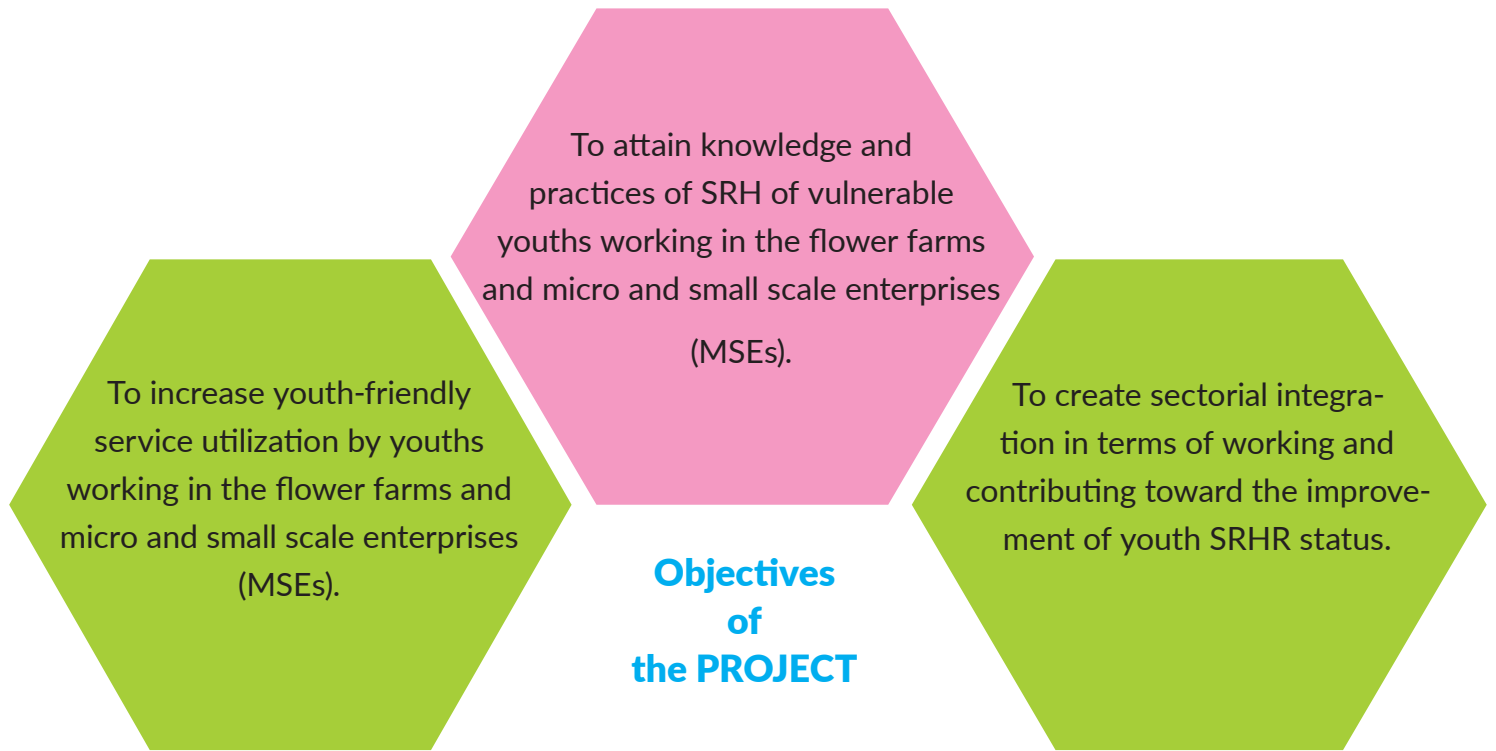 To attain knowledge and
practices of SRH of vulnerable
youths working in the flower farms
and micro and small scale enterprises
(MSEs).
To increase youth-friendly
service utilization by youths
working in the flower farms and
micro and small scale enterprises
(MSEs).
To create sectorial integra-
tion in terms of working and
contributing toward the improve-
ment of youth SRHR status.
Objectives
of
the PROJECT